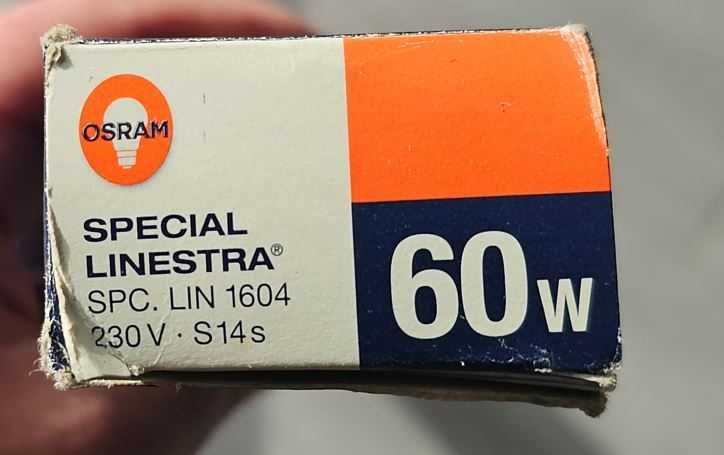 OSRAM
SPECIAL
LINESTRA®
SPC. LIN 1604
230 V · S14s
60 W